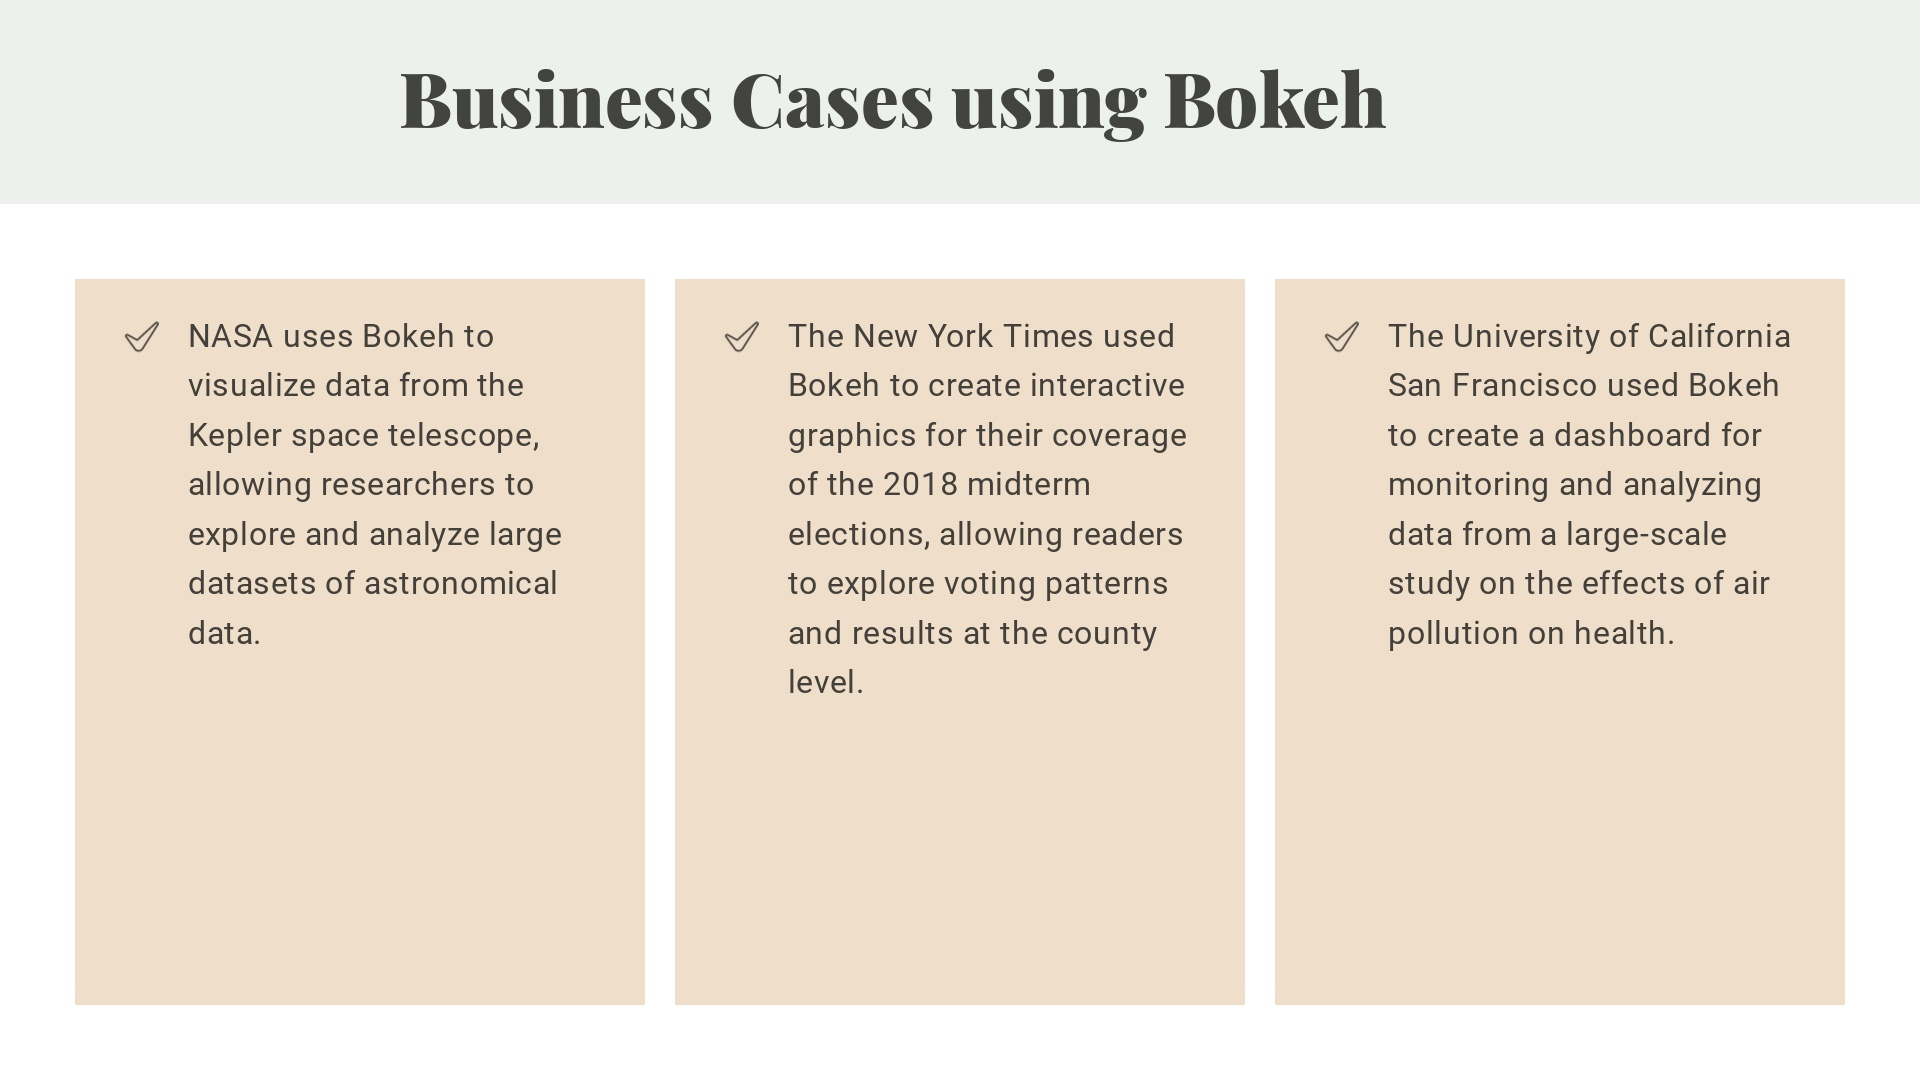 Business Cases using Bokeh
NASA uses Bokeh to
visualize data from the
Kepler space telescope,
allowing researchers to
explore and analyze large
datasets of astronomical
data.
The New York Times used
Bokeh to create interactive
graphics for their coverage
of the 2018 midterm
elections, allowing readers
to explore voting patterns
and results at the county
level.
The University of California
San Francisco used Bokeh
to create a dashboard for
monitoring and analyzing
data from a large-scale
study on the effects of air
pollution on health.